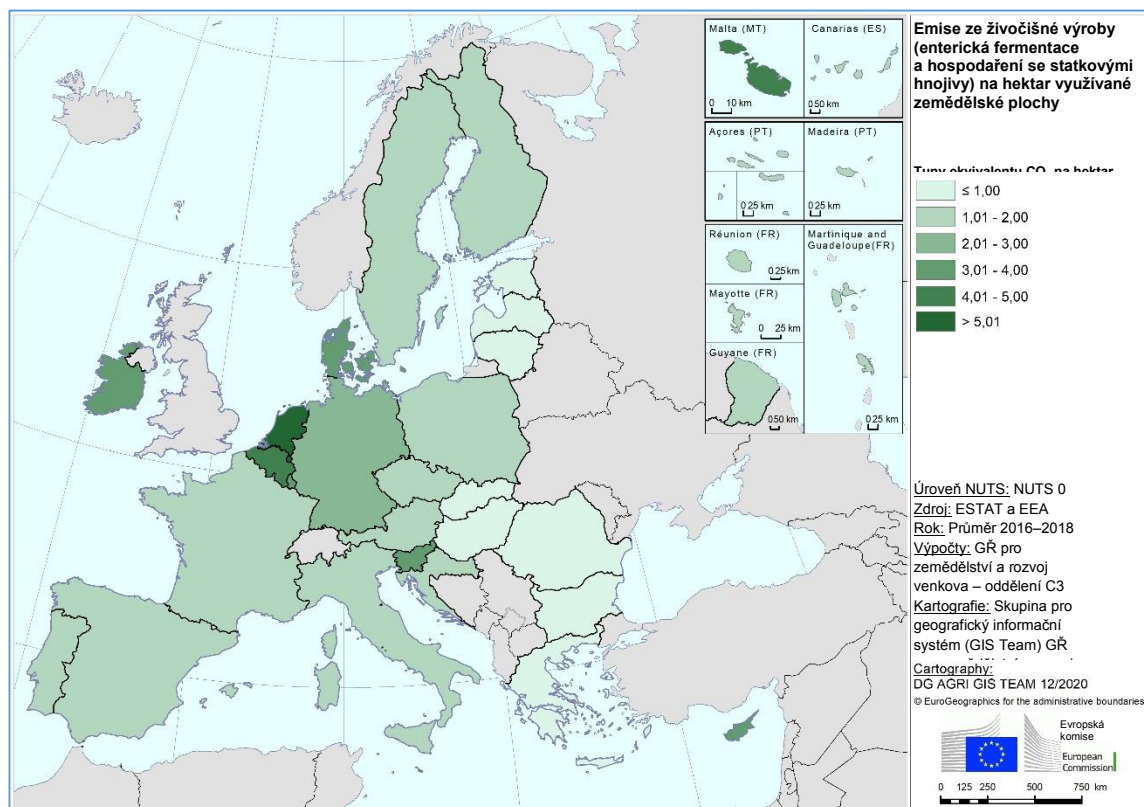 Malta (MT)
0 10 km
Canarias (ES)
0 50 km
Açores (PT)
0 25 km
Madeira (PT)
0 25 km
Réunion (FR)
0 25 km
Martinique and
Guadeloupe(FR)
Mayotte (FR)
0 25 km
Guyane (FR)
0 50 km
0 25 km
Emise ze živočišné výroby
(enterická fermentace
a hospodaření se statkovými
hnojivy) na hektar využívané
zemědělské plochy
Tuny ekvivalentu CO₂ na hektar
≤ 1,00
1,01 - 2,00
2,01 - 3,00
3,01 - 4,00
4,01 - 5,00
> 5,01
Úroveň NUTS: NUTS 0
Zdroj: ESTAT a EEA
Rok: Průměr 2016–2018
Výpočty: GŘ pro
zemědělství a rozvoj
venkova – oddělení C3
Kartografie: Skupina pro
geografický informační
systém (GIS Team) GŘ
Cartography:
DG AGRI GIS TEAM 12/2020
© EuroGeographics for the administrative boundaries
Evropská
komise
European
Commission
0 125 250 500 750 km